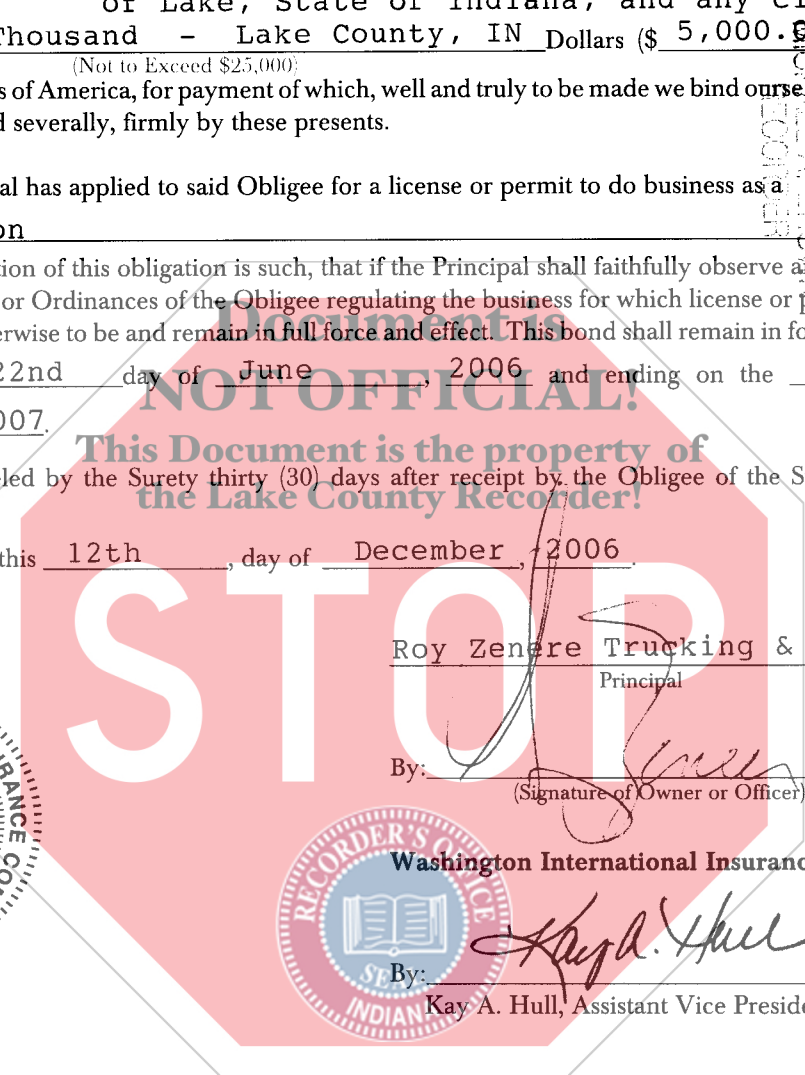 of Lake, State of Indiana, and any
Thousand - Lake County, IN Dollars ($ 5,000.
(Not to Exceed $25,000)
s of America, for payment of which, well and truly to be made we bind ourse
d severally, firmly by these presents.
al has applied to said Obligee for a license or permit to do business as a
on
tion of this obligation is such, that if the Principal shall faithfully observe a
or Ordinances of the Obligee regulating the business for which license or p
erwise to be and remain in full force and effect. This bond shall remain in fo
Document is
22nd day of June, 2006 and ending on the
NOT OFFICIAL!
007.
This Document is the property of
led by the Surety thirty (30) days after receipt by the Obligee of the S
the Lake County Recorder!
this 12th, day of December, 2006.
STOP
Roy Zenere Trucking &
Principal
By:
(Signature of Owner or Officer)
RANCE CO
RECORDER'S OFFICE
Washington International Insuranc
Kay A. Hull
SEAL
By:
INDIANA
Kay A. Hull, Assistant Vice Preside